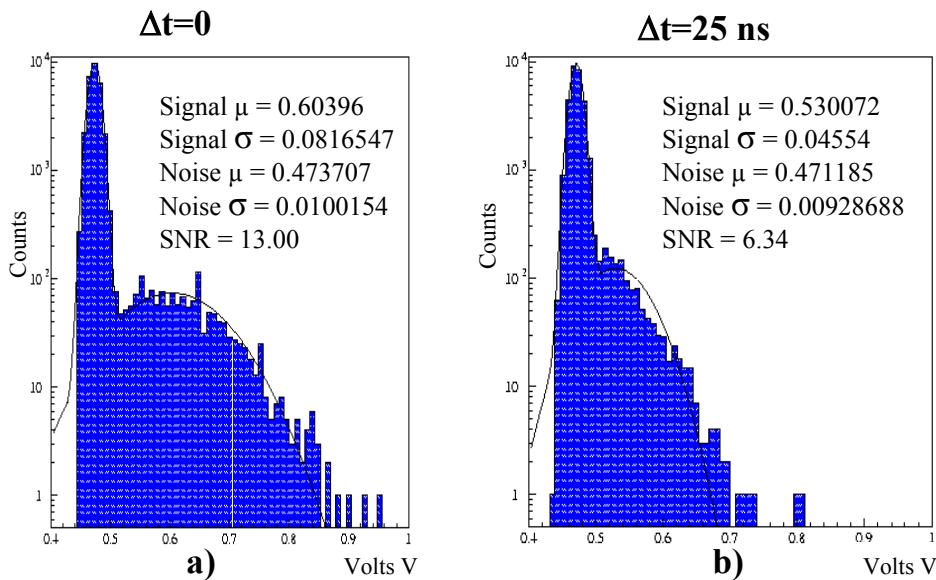 Δt=0
10⁴
10³
10²
10
1
Counts
Signal μ = 0.60396
Signal σ = 0.0816547
Noise μ = 0.473707
Noise σ = 0.0100154
SNR = 13.00
0.4 0.5 0.6 0.7 0.8 0.9 1
a)
Volts V
Δt=25 ns
10⁴
10³
10²
10
1
Counts
Signal μ = 0.530072
Signal σ = 0.04554
Noise μ = 0.471185
Noise σ = 0.00928688
SNR = 6.34
0.4 0.5 0.6 0.7 0.8 0.9 1
b)
Volts V